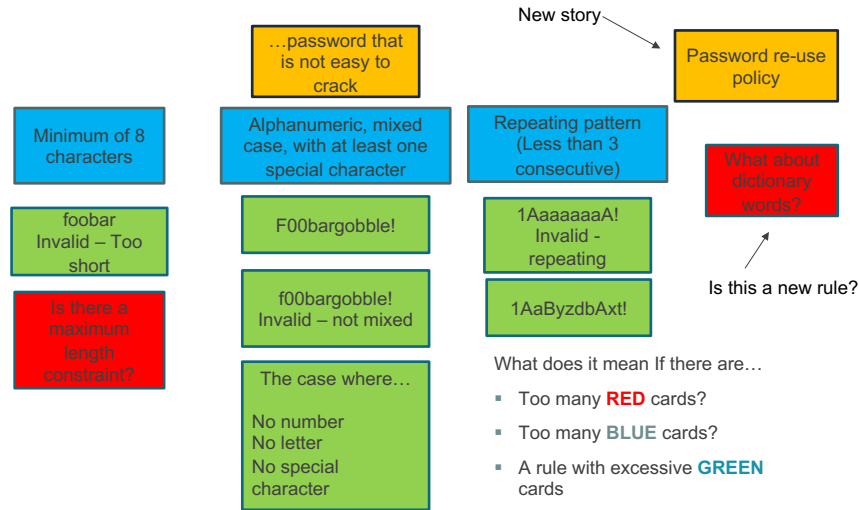 New story
…password that
is not easy to
crack
Password re-use
policy
Minimum of 8
characters
Alphanumeric, mixed
case, with at least one
special character
Repeating pattern
(Less than 3
consecutive)
What about
dictionary
words?
foobar
Invalid – Too
short
F00bargobble!
1AaaaaaaA!
Invalid -
repeating
Is this a new rule?
Is there a
maximum
length
constraint?
f00bargobble!
Invalid – not mixed
1AaByzdbAxt!
The case where…
No number
No letter
No special
character
What does it mean If there are…
▪ Too many RED cards?
▪ Too many BLUE cards?
▪ A rule with excessive GREEN
cards